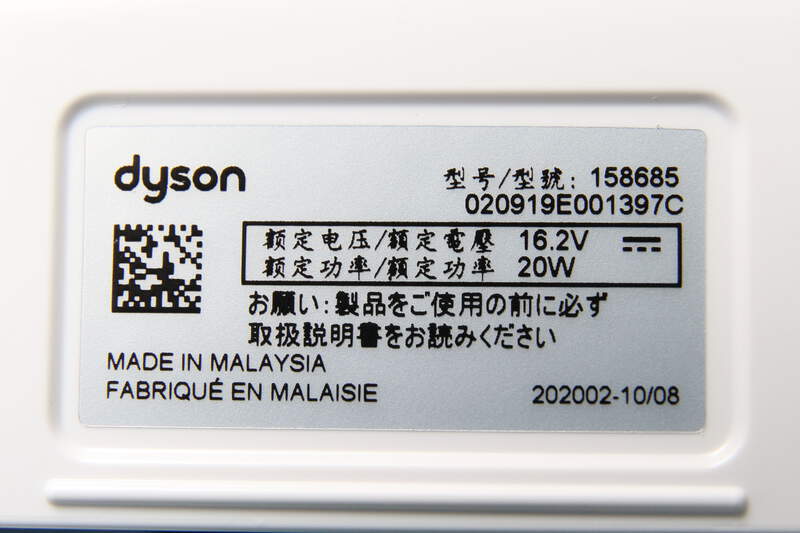 dyson
型号/型號: 158685
020919E001397C
额定电压/額定電壓 16.2V
额定功率/額定功率 20W
お願い:製品をご使用の前に必ず
取扱説明書をお読みください
MADE IN MALAYSIA
FABRIQUÉ EN MALAISIE
202002-10/08